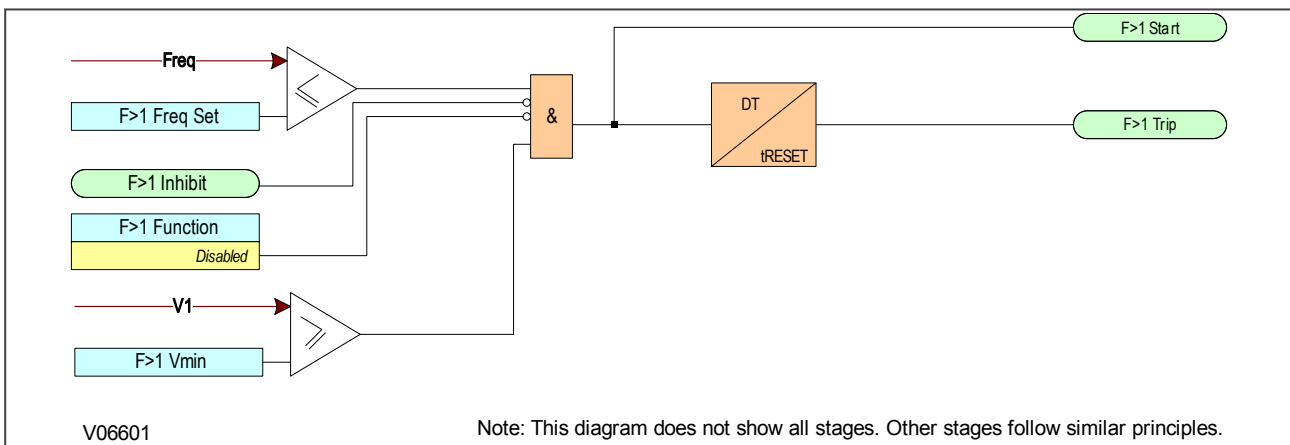 Freq
F>1 Start
F>1 Freq Set
&
DT
tRESET
F>1 Trip
F>1 Inhibit
F>1 Function
Disabled
V1
F>1 Vmin
V06601
Note: This diagram does not show all stages. Other stages follow similar principles.